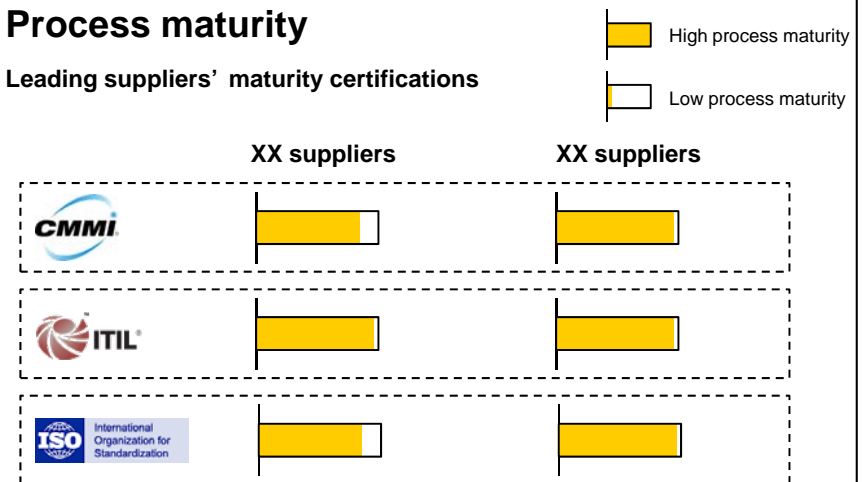 Process maturity
High process maturity
Leading suppliers’ maturity certifications
Low process maturity
XX suppliers XX suppliers
CMMi
™
ITIL®
ISO
International
Organization for
Standardization